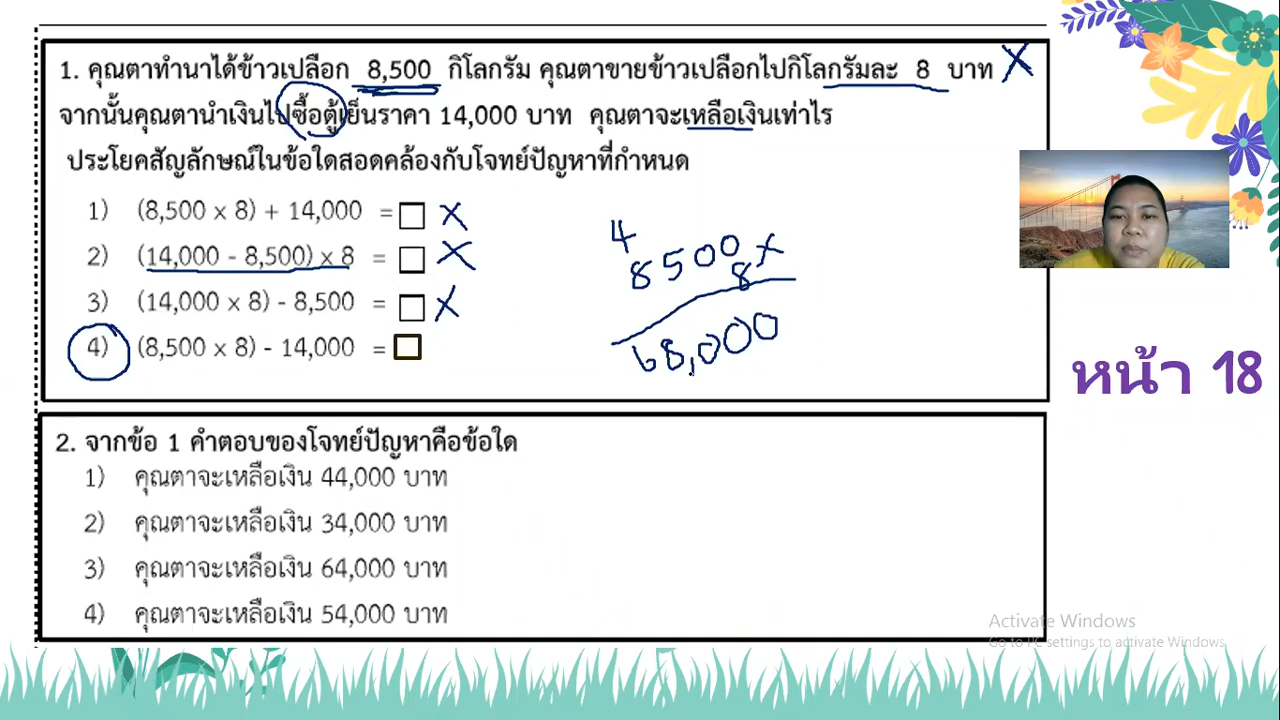 1. คุณตาทำนาได้ข้าวเปลือก 8,500 กิโลกรัม คุณตาขายข้าวเปลือกไปกิโลกรัมละ 8 บาท X
จากนั้นคุณตานำเงินไปซื้อตู้เย็นราคา 14,000 บาท คุณตาจะเหลือเงินเท่าไร
ประโยคสัญลักษณ์ในข้อใดสอดคล้องกับโจทย์ปัญหาที่กำหนด
1) (8,500 x 8) + 14,000 = □ X
2) (14,000 - 8,500) x 8 = □ X
3) (14,000 x 8) - 8,500 = □ X
4) (8,500 x 8) - 14,000 = □
4
8500 x
8
68,000
หน้า 18
2. จากข้อ 1 คำตอบของโจทย์ปัญหาคือข้อใด
1) คุณตาจะเหลือเงิน 44,000 บาท
2) คุณตาจะเหลือเงิน 34,000 บาท
3) คุณตาจะเหลือเงิน 64,000 บาท
4) คุณตาจะเหลือเงิน 54,000 บาท
Activate Windows
Go to PC settings to activate Windows.